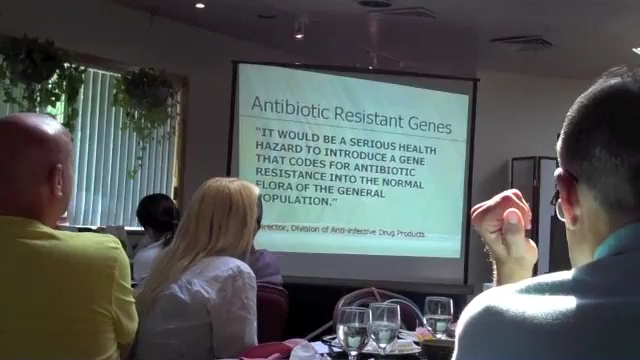 Antibiotic Resistant Genes
"IT WOULD BE A SERIOUS HEALTH
HAZARD TO INTRODUCE A GENE
THAT CODES FOR ANTIBIOTIC
RESISTANCE INTO THE NORMAL
FLORA OF THE GENERAL
POPULATION."
Director, Division of Anti-infective Drug Products